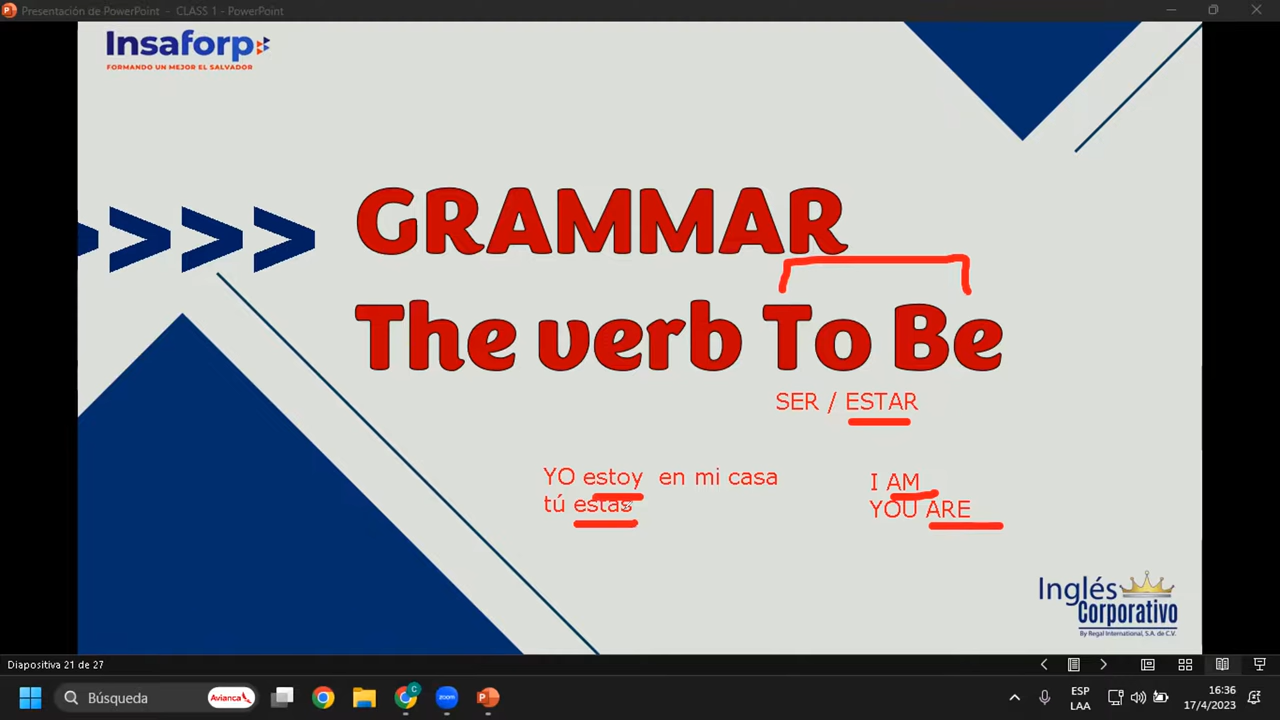 Presentación de PowerPoint - CLASS 1 - PowerPoint
Insaforp
FORMANDO UN MEJOR EL SALVADOR
GRAMMAR
The verb To Be
SER / ESTAR
YO estoy en mi casa
tú estas
I AM
YOU ARE
Inglés
Corporativo
By Regal International, S.A. de C.V.
Diapositiva 21 de 27
Búsqueda
Avianca
C
zoom
ESP
LAA
16:36
17/4/2023